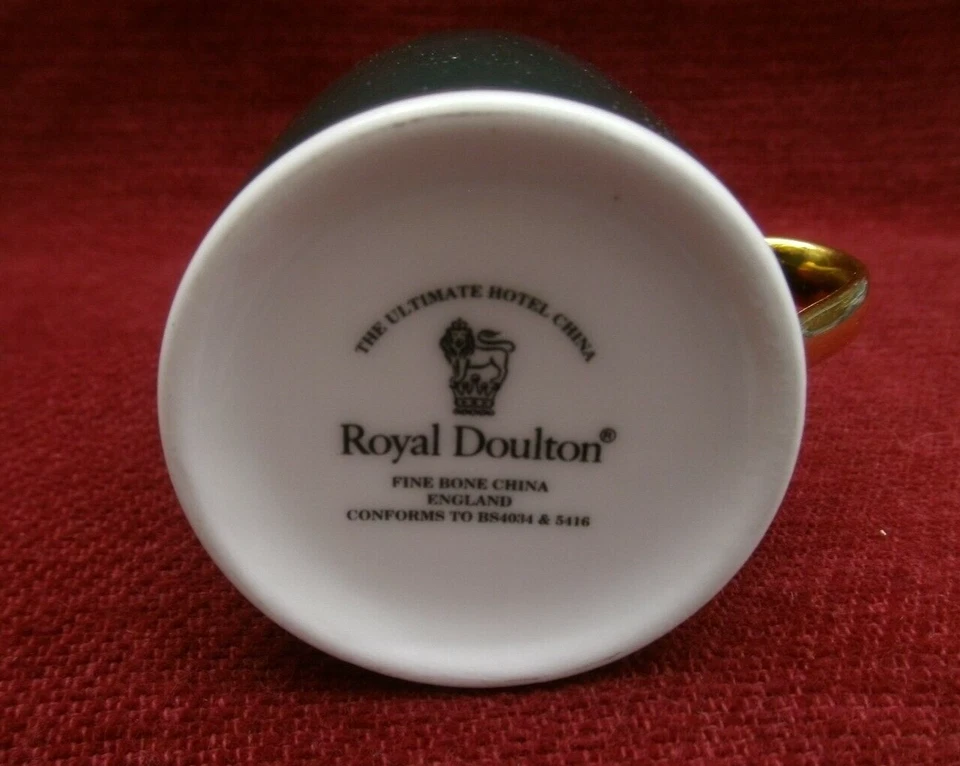 THE ULTIMATE HOTEL CHINA
Royal Doulton®
FINE BONE CHINA
ENGLAND
CONFORMS TO BS4034 & 5416